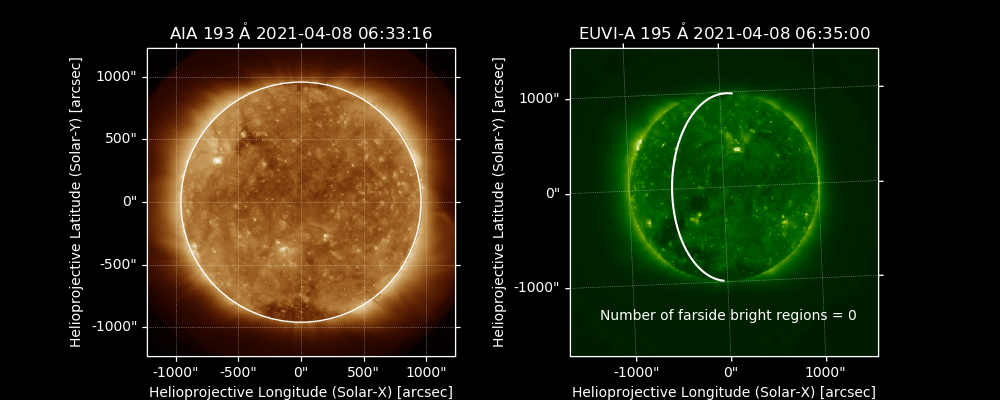 AIA 193 Å 2021-04-08 06:33:16
Helioprojective Latitude (Solar-Y) [arcsec]
1000"
500"
0"
-500"
-1000"
-1000" -500" 0" 500" 1000"
Helioprojective Longitude (Solar-X) [arcsec]
EUVI-A 195 Å 2021-04-08 06:35:00
Helioprojective Latitude (Solar-Y) [arcsec]
1000"
0"
-1000"
Number of farside bright regions = 0
-1000" 0" 1000"
Helioprojective Longitude (Solar-X) [arcsec]